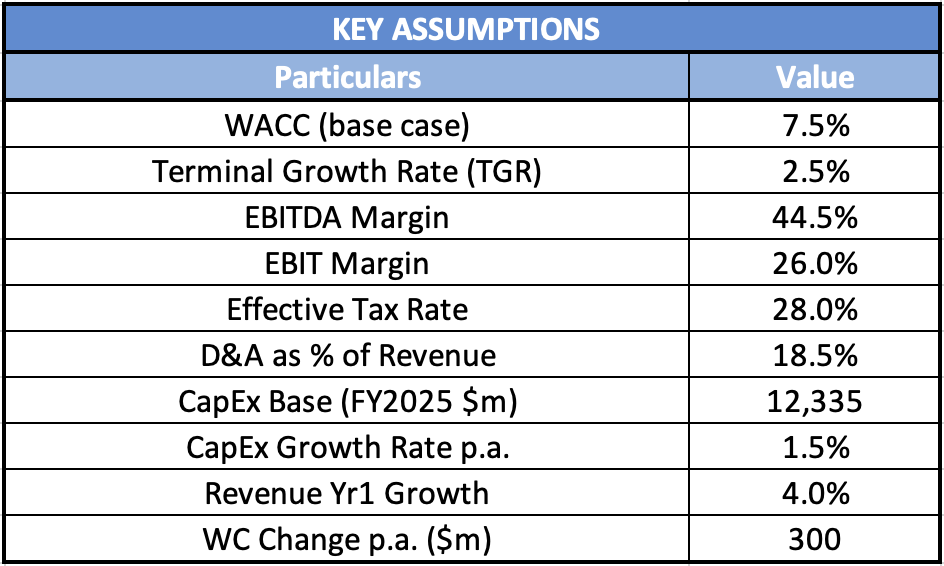 KEY ASSUMPTIONS
Particulars Value
WACC (base case) 7.5%
Terminal Growth Rate (TGR) 2.5%
EBITDA Margin 44.5%
EBIT Margin 26.0%
Effective Tax Rate 28.0%
D&A as % of Revenue 18.5%
CapEx Base (FY2025 $m) 12,335
CapEx Growth Rate p.a. 1.5%
Revenue Yr1 Growth 4.0%
WC Change p.a. ($m) 300